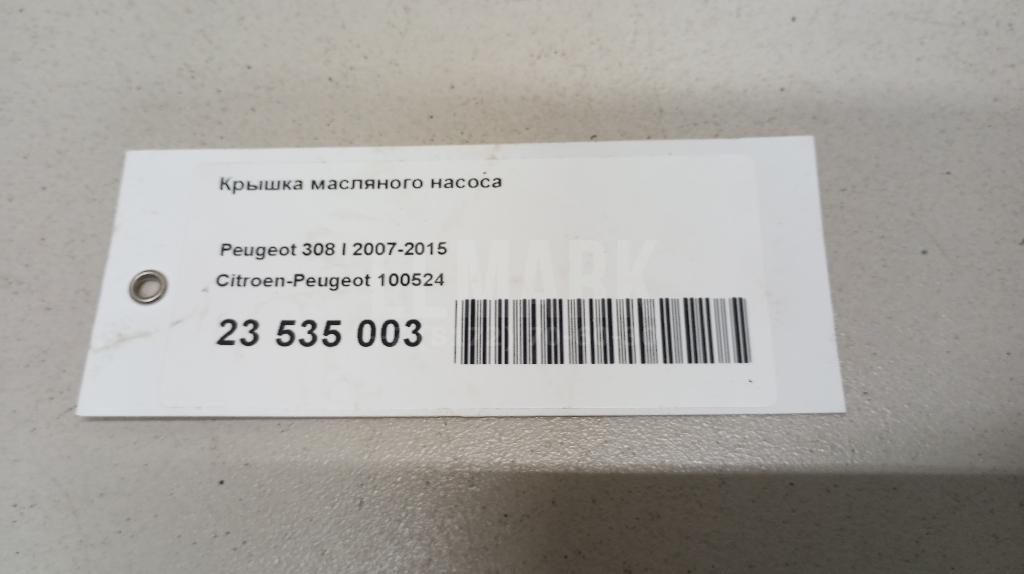 Крышка масляного насоса
Peugeot 308 I 2007-2015
Citroen-Peugeot 100524
23 535 003